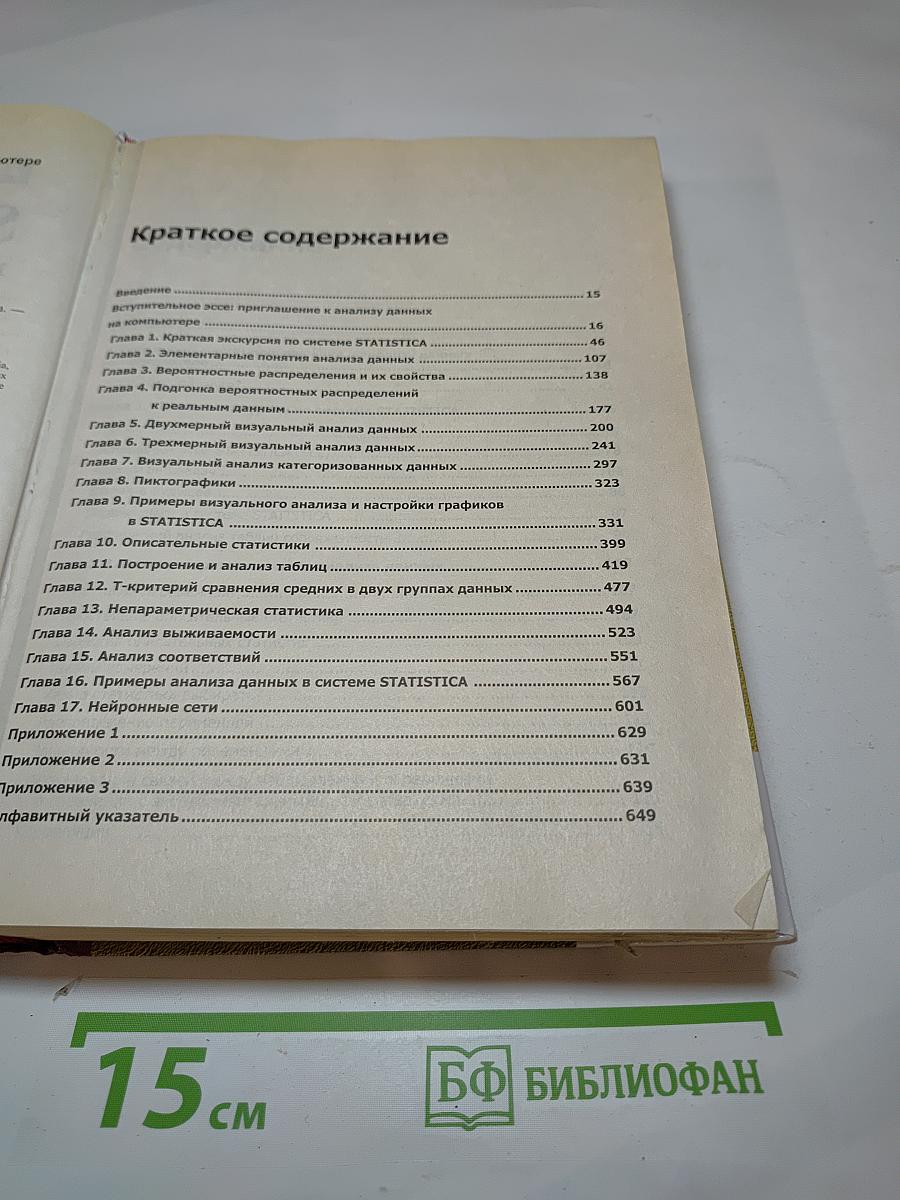 отере
Краткое содержание
Введение ........ 15
Вступительное эссе: приглашение к анализу данных
на компьютере ........ 16
Глава 1. Краткая экскурсия по системе STATISTICA ........ 46
Глава 2. Элементарные понятия анализа данных ........ 107
Глава 3. Вероятностные распределения и их свойства ........ 138
Глава 4. Подгонка вероятностных распределений
к реальным данным ........ 177
Глава 5. Двухмерный визуальный анализ данных ........ 200
Глава 6. Трехмерный визуальный анализ данных ........ 241
Глава 7. Визуальный анализ категоризованных данных ........ 297
Глава 8. Пиктографики ........ 323
Глава 9. Примеры визуального анализа и настройки графиков
в STATISTICA ........ 331
Глава 10. Описательные статистики ........ 399
Глава 11. Построение и анализ таблиц ........ 419
Глава 12. Т-критерий сравнения средних в двух группах данных ........ 477
Глава 13. Непараметрическая статистика ........ 494
Глава 14. Анализ выживаемости ........ 523
Глава 15. Анализ соответствий ........ 551
Глава 16. Примеры анализа данных в системе STATISTICA ........ 567
Глава 17. Нейронные сети ........ 601
Приложение 1 ........ 629
Приложение 2 ........ 631
Приложение 3 ........ 639
лфавитный указатель ........ 649
15 см
БФ БИБЛИОФАН